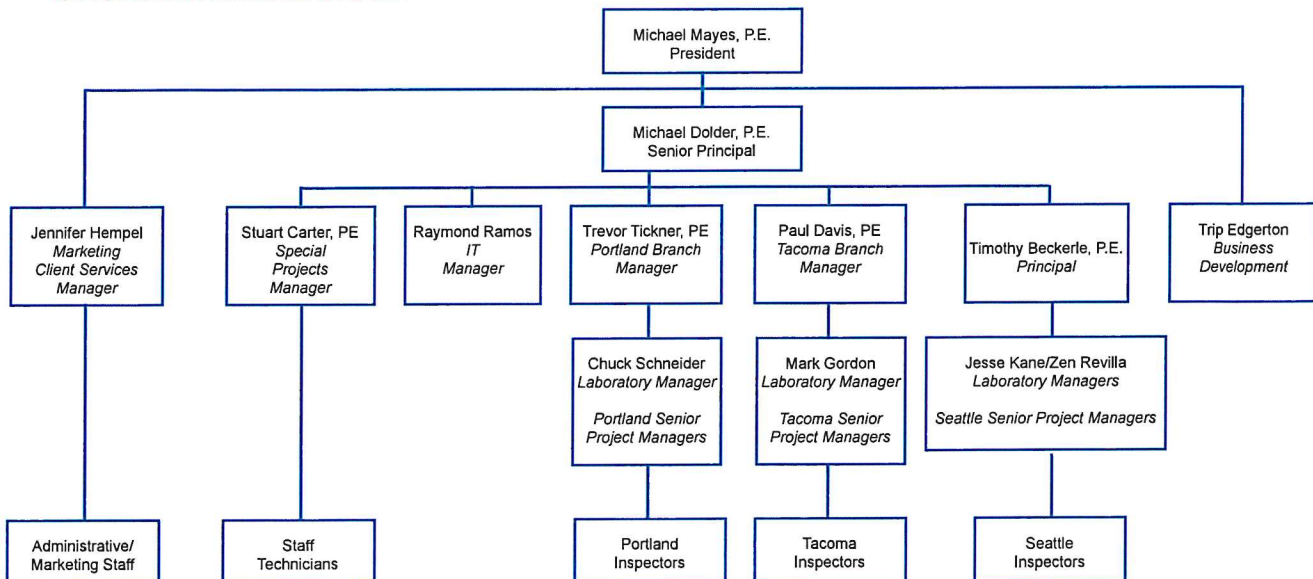 Michael Mayes, P.E.
President
Michael Dolder, P.E.
Senior Principal
Jennifer Hempel
Marketing
Client Services
Manager
Stuart Carter, PE
Special
Projects
Manager
Raymond Ramos
IT
Manager
Trevor Tickner, PE
Portland Branch
Manager
Paul Davis, PE
Tacoma Branch
Manager
Timothy Beckerle, P.E.
Principal
Trip Edgerton
Business
Development
Chuck Schneider
Laboratory Manager
Portland Senior
Project Managers
Mark Gordon
Laboratory Manager
Tacoma Senior
Project Managers
Jesse Kane/Zen Revilla
Laboratory Managers
Seattle Senior Project Managers
Administrative/
Marketing Staff
Staff
Technicians
Portland
Inspectors
Tacoma
Inspectors
Seattle
Inspectors